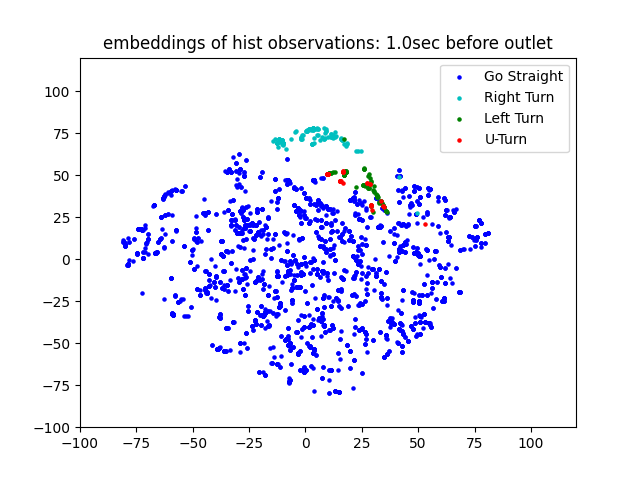 embeddings of hist observations: 1.0sec before outlet
Go Straight
Right Turn
Left Turn
U-Turn
100
75
50
25
0
−25
−50
−75
−100
−100 −75 −50 −25 0 25 50 75 100